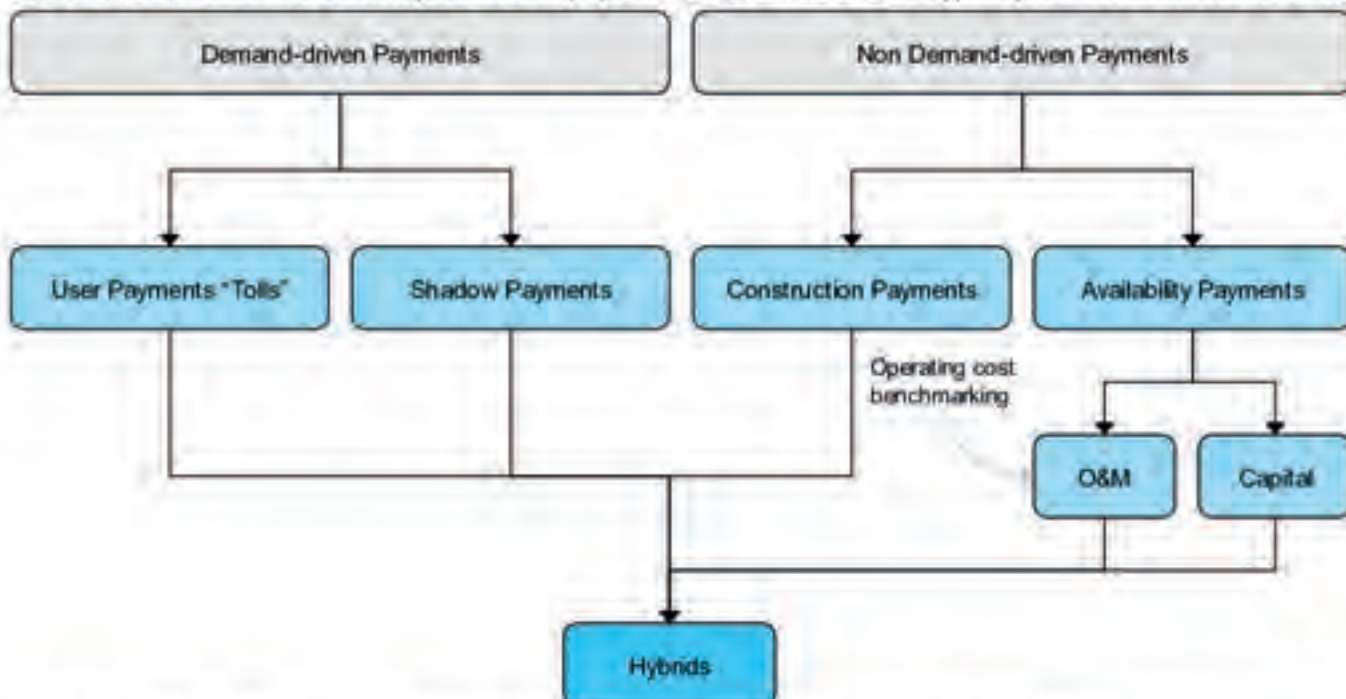 Demand-driven Payments
Non Demand-driven Payments
User Payments "Tolls"
Shadow Payments
Construction Payments
Availability Payments
Operating cost
benchmarking
O&M
Capital
Hybrids